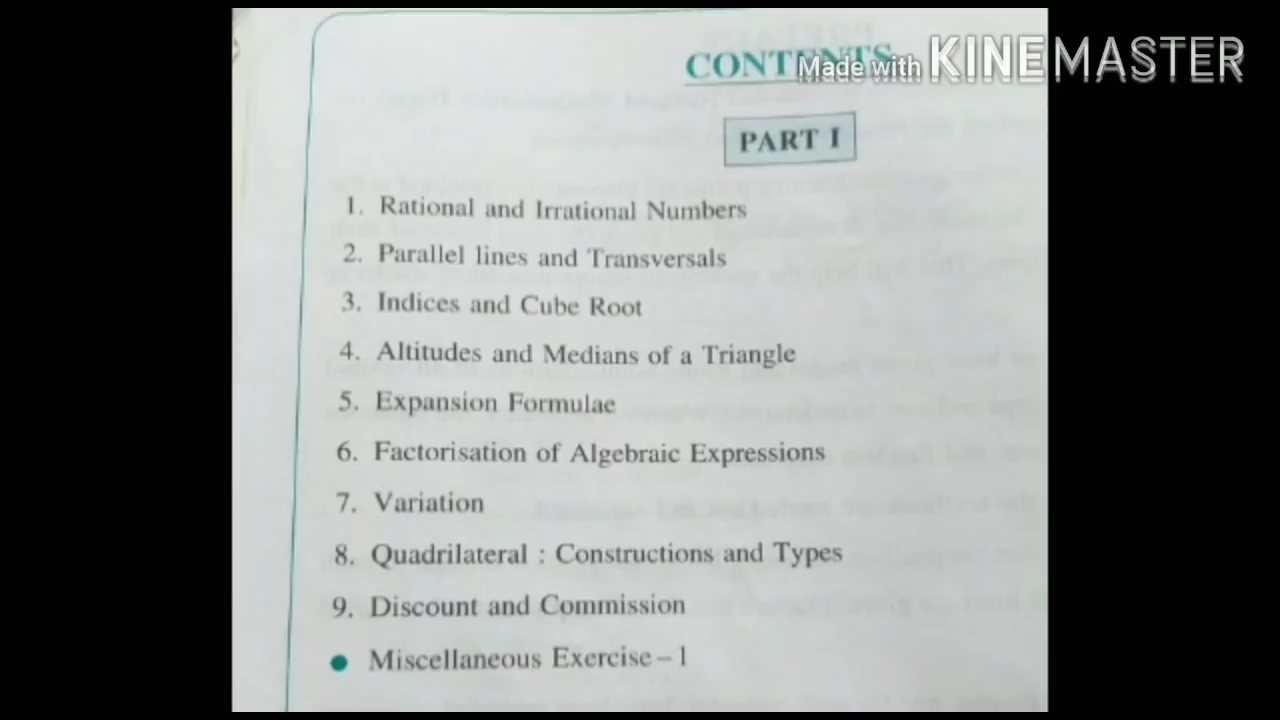 CONTENTS
Made with KINEMASTER
PART I
1. Rational and Irrational Numbers
2. Parallel lines and Transversals
3. Indices and Cube Root
4. Altitudes and Medians of a Triangle
5. Expansion Formulae
6. Factorisation of Algebraic Expressions
7. Variation
8. Quadrilateral : Constructions and Types
9. Discount and Commission
● Miscellaneous Exercise – 1